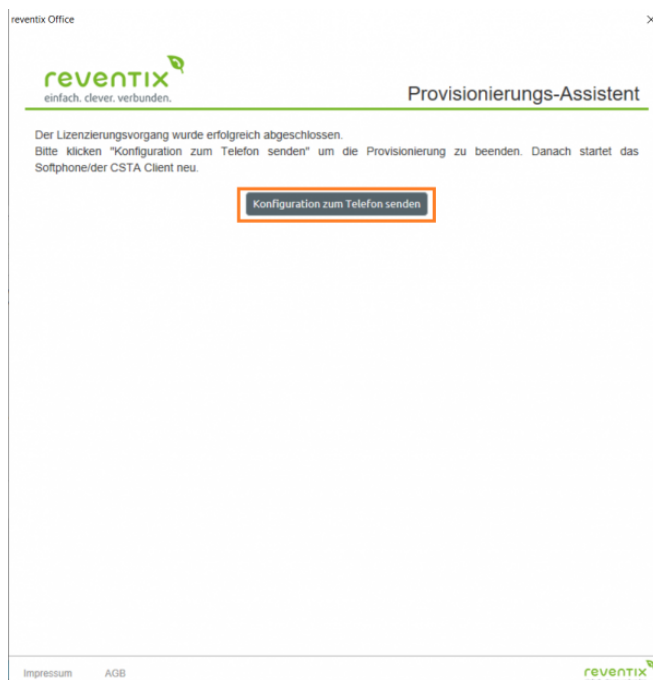 reventix Office
reventix
einfach. clever. verbunden.
Provisionierungs-Assistent
Der Lizenzierungsvorgang wurde erfolgreich abgeschlossen.
Bitte klicken "Konfiguration zum Telefon senden" um die Provisionierung zu beenden. Danach startet das
Softphone/der CSTA Client neu.
Konfiguration zum Telefon senden
Impressum AGB
reventix